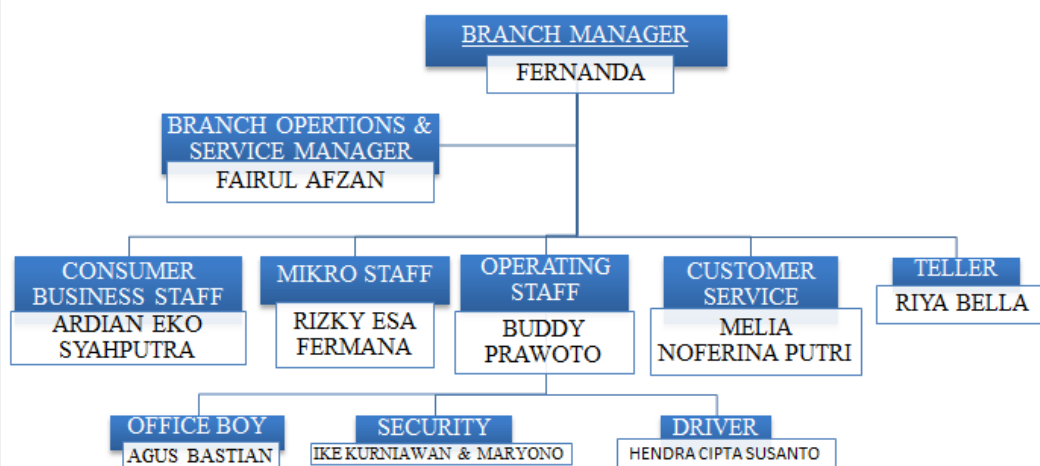 BRANCH MANAGER
FERNANDA
BRANCH OPERTIONS &
SERVICE MANAGER
FAIRUL AFZAN
CONSUMER
BUSINESS STAFF
ARDIAN EKO
SYAHPUTRA
MIKRO STAFF
RIZKY ESA
FERMANA
OPERATING
STAFF
BUDDY
PRAWOTO
CUSTOMER
SERVICE
MELIA
NOFERINA PUTRI
TELLER
RIYA BELLA
OFFICE BOY
AGUS BASTIAN
SECURITY
IKE KURNIAWAN & MARYONO
DRIVER
HENDRA CIPTA SUSANTO